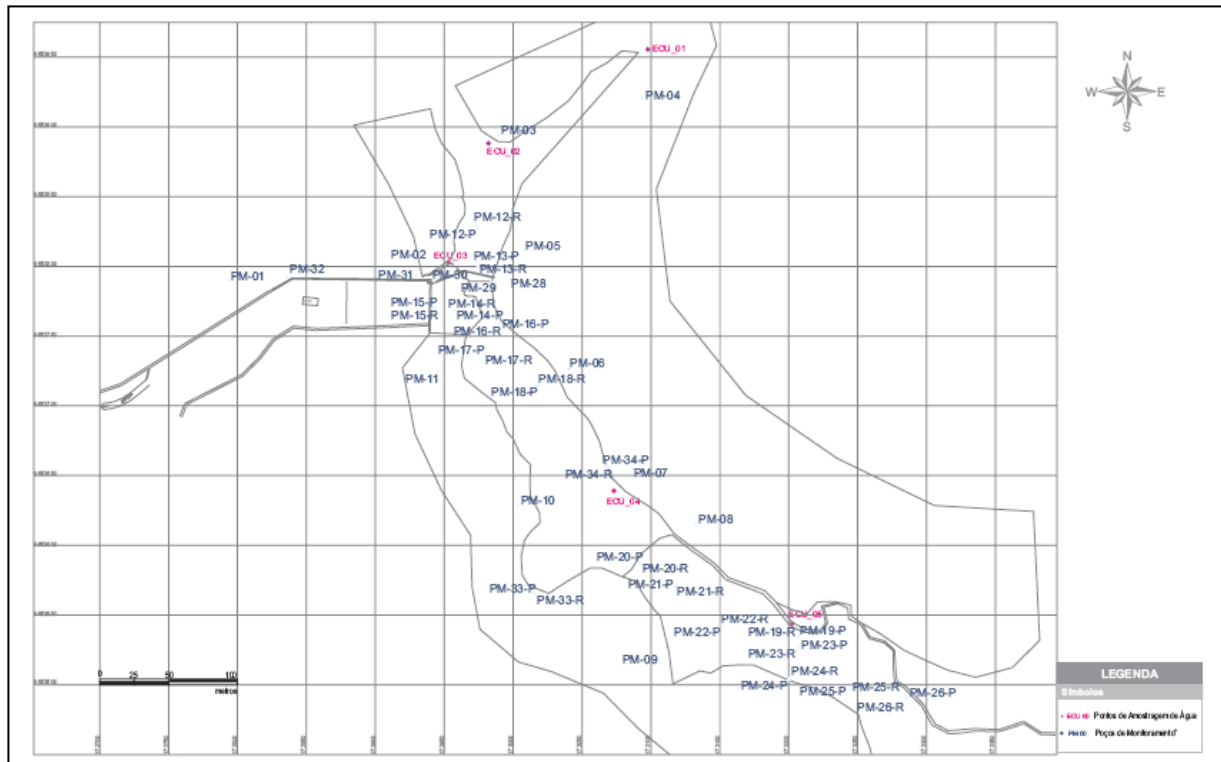 ECU_01
N
W
E
S
PM-04
PM-03
ECU_02
PM-12-R
PM-12-P
PM-05
PM-02
ECU_03
PM-13-P
PM-01
PM-32
PM-31
PM-30
PM-13-R
PM-29
PM-28
PM-15-P
PM-14-R
PM-15-R
PM-14-P
PM-16-R
PM-16-P
PM-17-P
PM-17-R
PM-06
PM-11
PM-18-R
PM-18-P
PM-34-P
PM-34-R
PM-07
PM-10
ECU_04
PM-08
PM-20-P
PM-20-R
PM-33-P
PM-21-P
PM-21-R
PM-33-R
PM-22-R
PM-22-P
PM-19-R
PM-19-P
PM-23-P
PM-09
PM-23-R
PM-24-R
PM-24-P
PM-25-P
PM-25-R
PM-26-P
PM-26-R
0 25 50 100
metros
LEGENDA
Símbolos
ECU 00 Pontos de Amostragem de Água
PM-00 Poços de Monitoramento